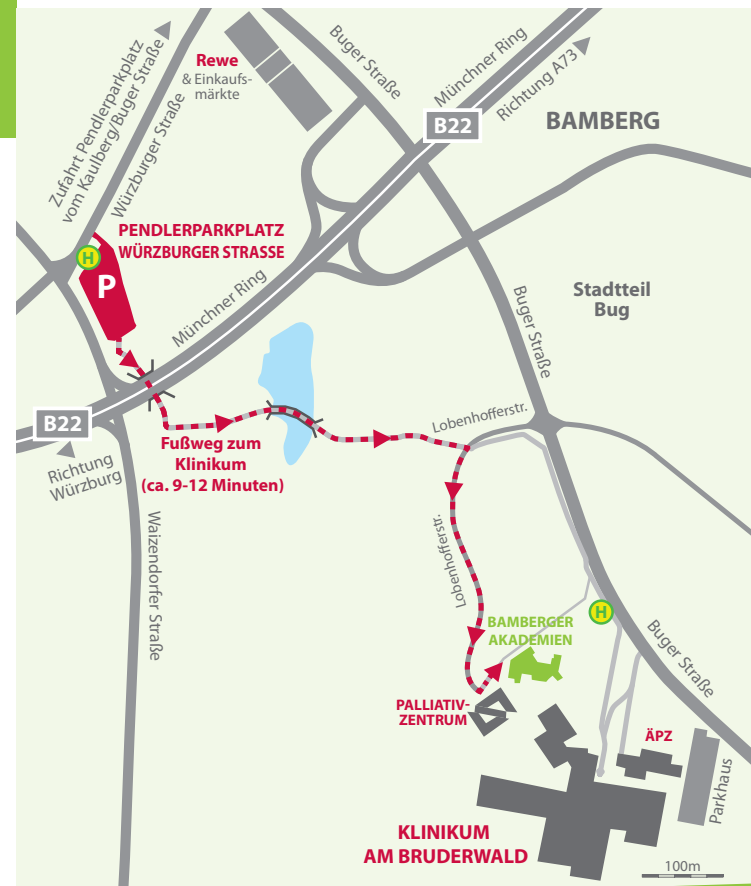 Zufahrt Pendlerparkplatz
vom Kaulberg/Buger Straße
Würzburger Straße
Rewe
& Einkaufs-
märkte
Buger Straße
Münchner Ring
Richtung A73
B22
BAMBERG
PENDLERPARKPLATZ
WÜRZBURGER STRASSE
H
P
Münchner Ring
Stadtteil
Bug
Buger Straße
B22
Richtung
Würzburg
Fußweg zum
Klinikum
(ca. 9-12 Minuten)
Lobenhofferstr.
Waizendorfer Straße
Lobenhofferstr.
H
BAMBERGER
AKADEMIEN
Buger Straße
PALLIATIV-
ZENTRUM
ÄPZ
Parkhaus
KLINIKUM
AM BRUDERWALD
100m